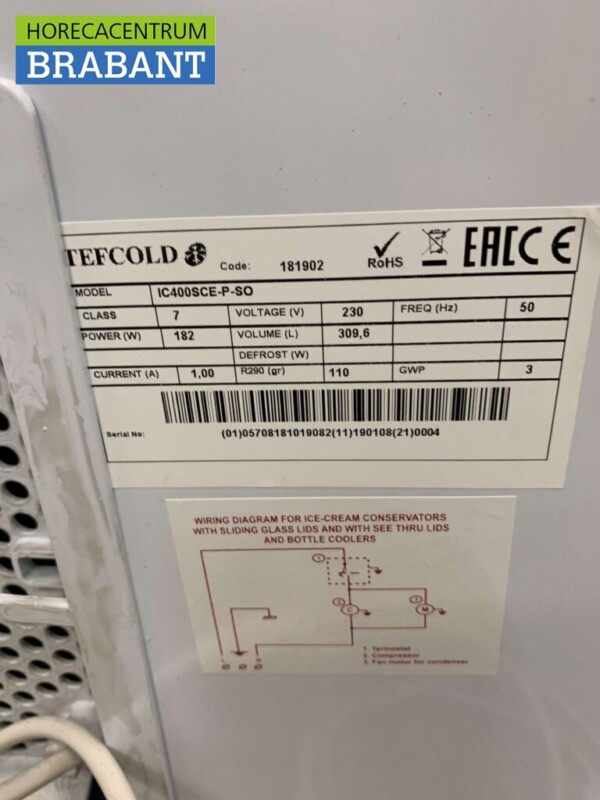 HORECACENTRUM
BRABANT
TEFCOLD Code: 181902 RoHS EAC CE
MODEL IC400SCE-P-SO
CLASS 7 VOLTAGE (V) 230 FREQ (Hz) 50
POWER (W) 182 VOLUME (L) 309,6
DEFROST (W)
CURRENT (A) 1,00 R290 (gr) 110 GWP 3
Serial No: (01)05708181019082(11)190108(21)0004
WIRING DIAGRAM FOR ICE-CREAM CONSERVATORS
WITH SLIDING GLASS LIDS AND WITH SEE THRU LIDS
AND BOTTLE COOLERS
1
2 C 3 M
L N
1. Termostat
2. Compressor
3. Fan motor for condenser